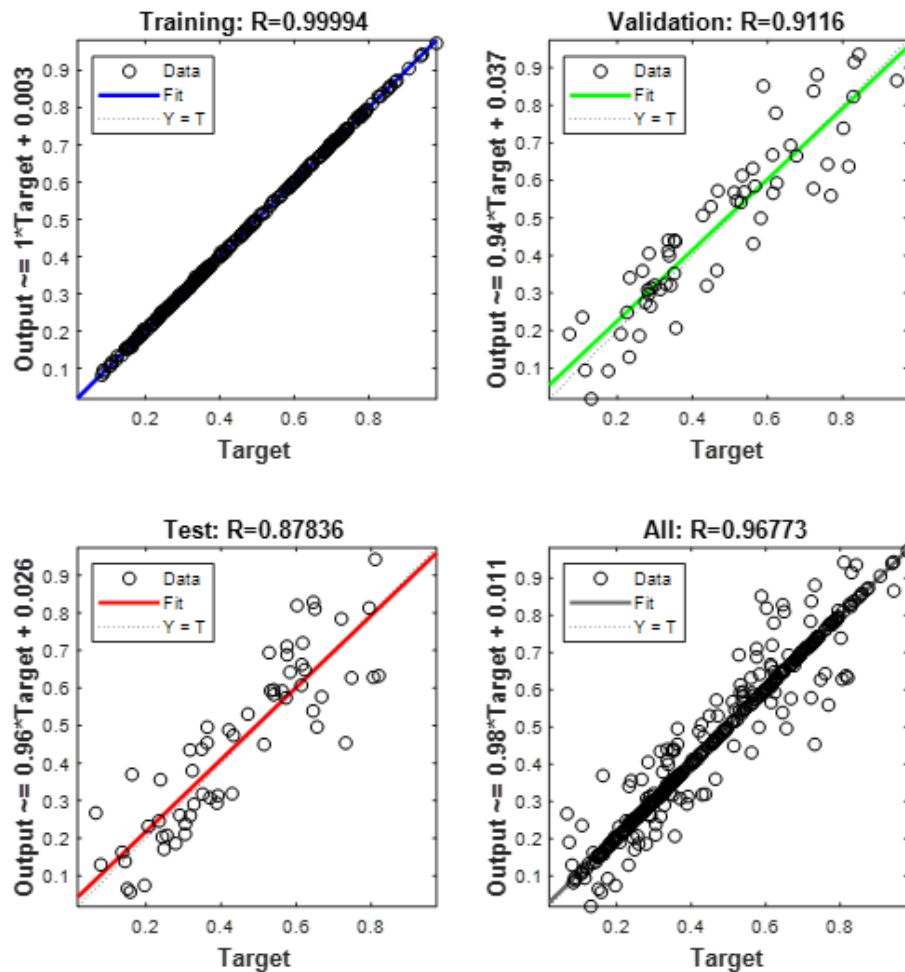 Training: R=0.99994
Output ~= 1*Target + 0.003
Data
Fit
Y = T
0.9
0.8
0.7
0.6
0.5
0.4
0.3
0.2
0.1
0.2
0.4
0.6
0.8
Target
Validation: R=0.9116
Output ~= 0.94*Target + 0.037
Data
Fit
Y = T
0.9
0.8
0.7
0.6
0.5
0.4
0.3
0.2
0.1
0.2
0.4
0.6
0.8
Target
Test: R=0.87836
Output ~= 0.96*Target + 0.026
Data
Fit
Y = T
0.9
0.8
0.7
0.6
0.5
0.4
0.3
0.2
0.1
0.2
0.4
0.6
0.8
Target
All: R=0.96773
Output ~= 0.98*Target + 0.011
Data
Fit
Y = T
0.9
0.8
0.7
0.6
0.5
0.4
0.3
0.2
0.1
0.2
0.4
0.6
0.8
Target